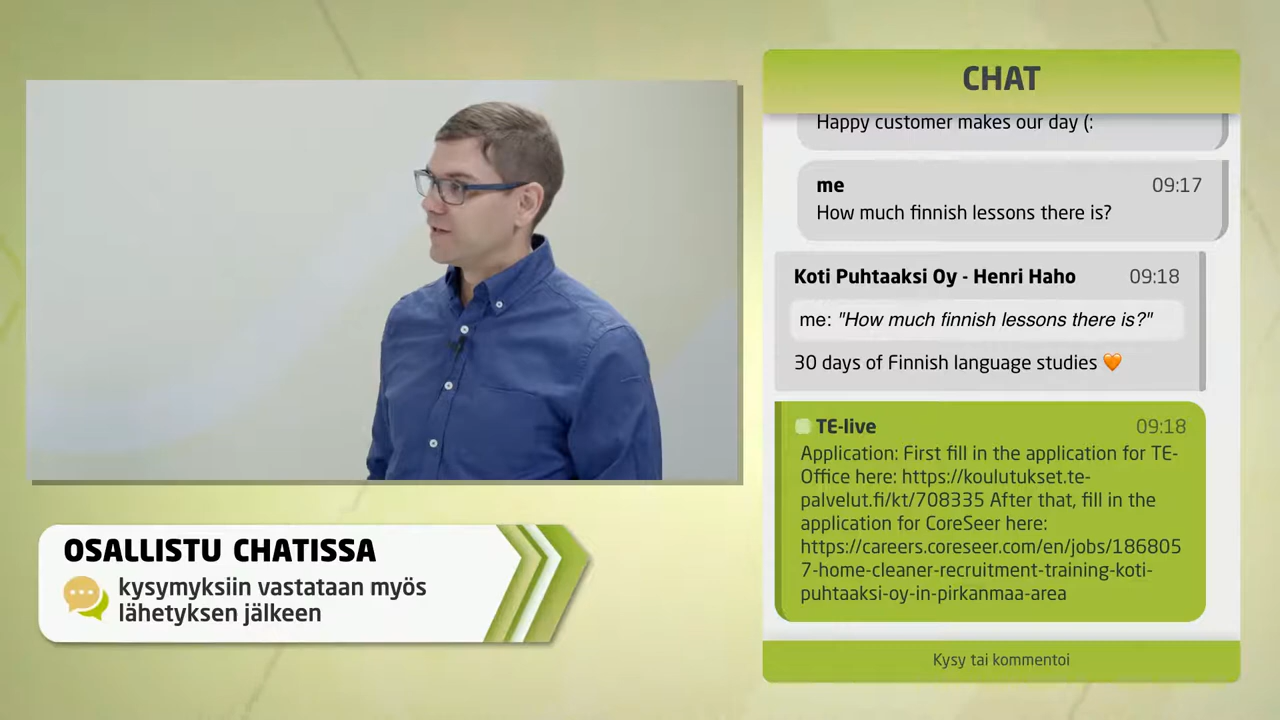 CHAT
Happy customer makes our day (:
me 09:17
How much finnish lessons there is?
Koti Puhtaaksi Oy - Henri Haho 09:18
me: "How much finnish lessons there is?"
30 days of Finnish language studies 🧡
TE-live 09:18
Application: First fill in the application for TE-
Office here: https://koulutukset.te-
palvelut.fi/kt/708335 After that, fill in the
application for CoreSeer here:
https://careers.coreseer.com/en/jobs/186805
7-home-cleaner-recruitment-training-koti-
puhtaaksi-oy-in-pirkanmaa-area
Kysy tai kommentoi
OSALLISTU CHATISSA
kysymyksiin vastataan myös
lähetyksen jälkeen